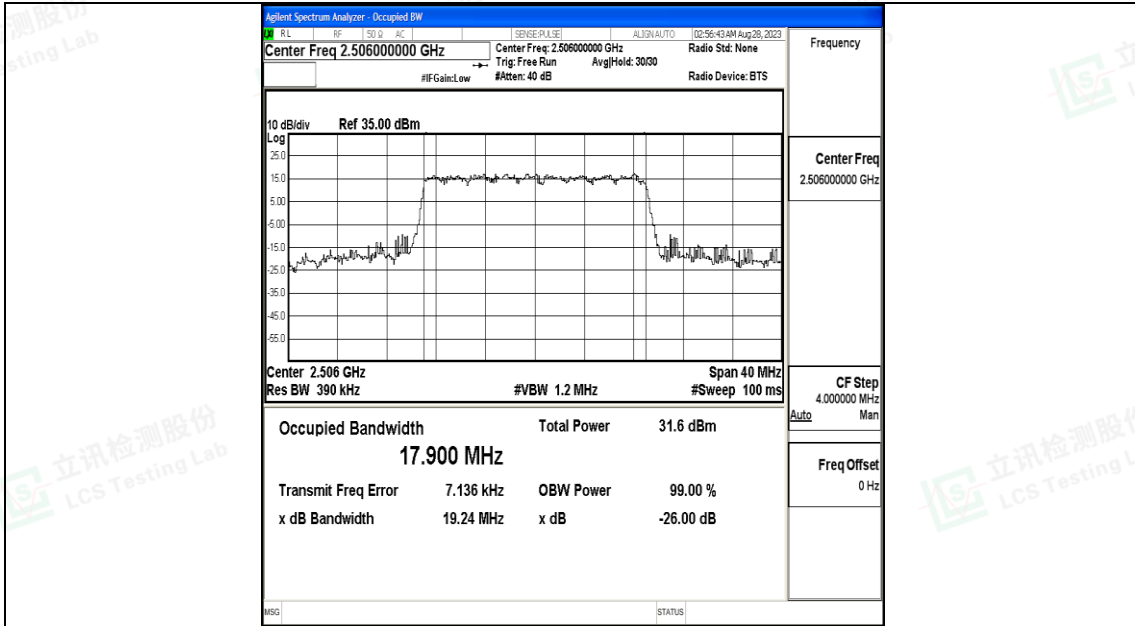 Agilent Spectrum Analyzer - Occupied BW
RL RF 50 Ω AC SENSE:PULSE ALIGN AUTO 02:56:43 AM Aug 28, 2023
Center Freq 2.506000000 GHz
Center Freq: 2.506000000 GHz
Radio Std: None
Trig: Free Run Avg|Hold: 30/30
#IFGain:Low
#Atten: 40 dB
Radio Device: BTS
10 dB/div Ref 35.00 dBm
Log
25.0
15.0
5.00
-5.00
-15.0
-25.0
-35.0
-45.0
-55.0
Center 2.506 GHz
Span 40 MHz
Res BW 390 kHz
#VBW 1.2 MHz
#Sweep 100 ms
Occupied Bandwidth
17.900 MHz
Total Power 31.6 dBm
Transmit Freq Error 7.136 kHz
OBW Power 99.00 %
x dB Bandwidth 19.24 MHz
x dB -26.00 dB
MSG
STATUS
Frequency
Center Freq
2.506000000 GHz
CF Step
4.000000 MHz
Auto Man
Freq Offset
0 Hz
立讯检测股份
LCS Testing Lab
立讯检测股份
LCS Testing L